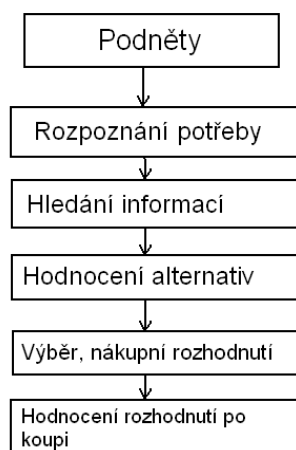 Podněty
Rozpoznání potřeby
Hledání informací
Hodnocení alternativ
Výběr, nákupní rozhodnutí
Hodnocení rozhodnutí po
koupi